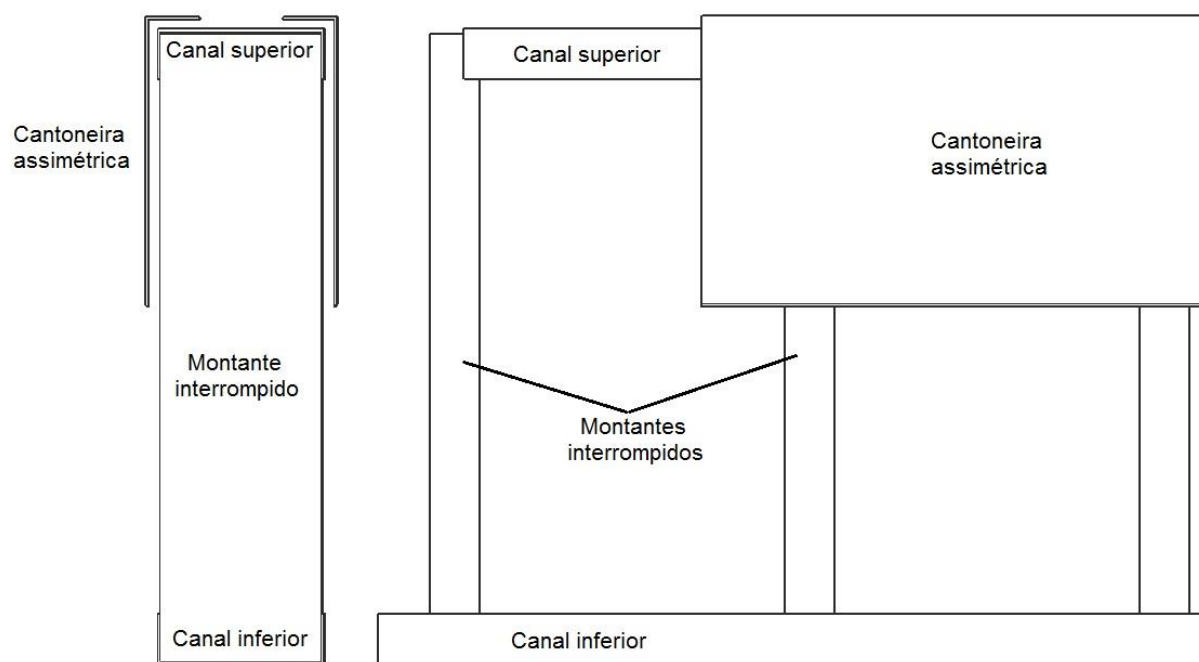 Canal superior
Cantoneira
assimétrica
Montante
interrompido
Canal inferior
Canal superior
Cantoneira
assimétrica
Montantes
interrompidos
Canal inferior